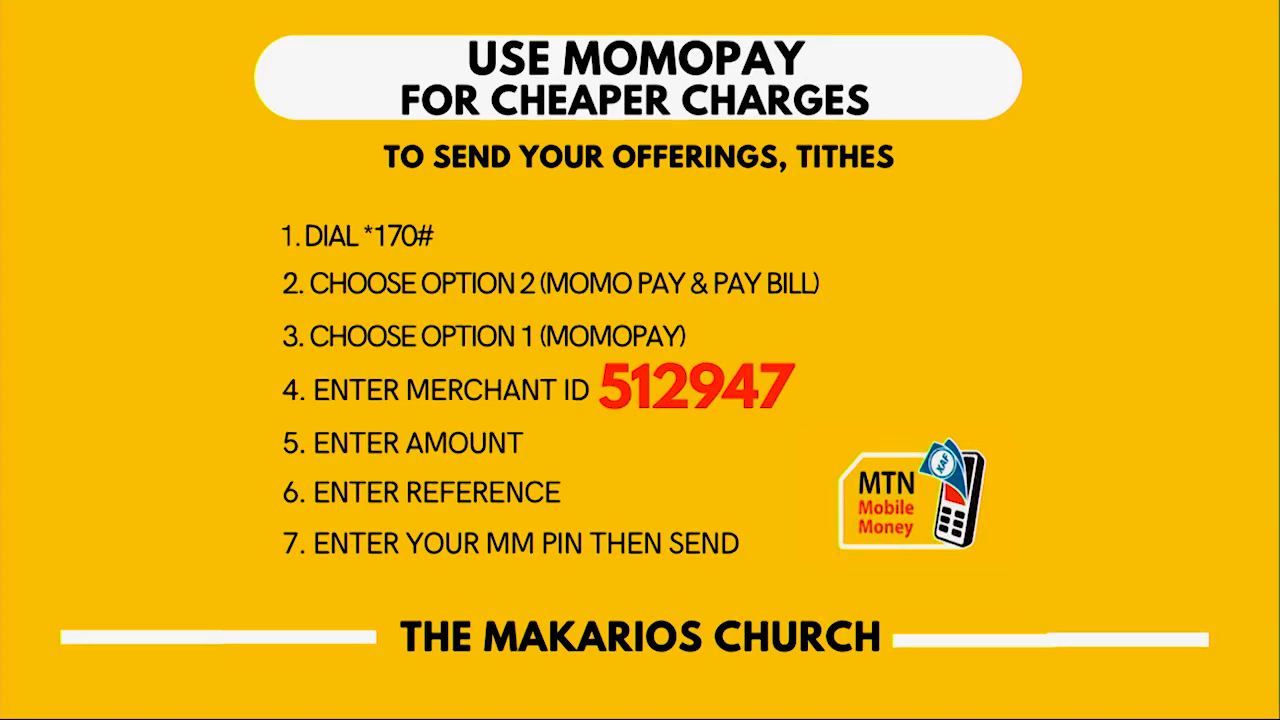 USE MOMOPAY
FOR CHEAPER CHARGES
TO SEND YOUR OFFERINGS, TITHES
1. DIAL *170#
2. CHOOSE OPTION 2 (MOMO PAY & PAY BILL)
3. CHOOSE OPTION 1 (MOMOPAY)
4. ENTER MERCHANT ID 512947
5. ENTER AMOUNT
6. ENTER REFERENCE
7. ENTER YOUR MM PIN THEN SEND
XAF
MTN
Mobile
Money
THE MAKARIOS CHURCH